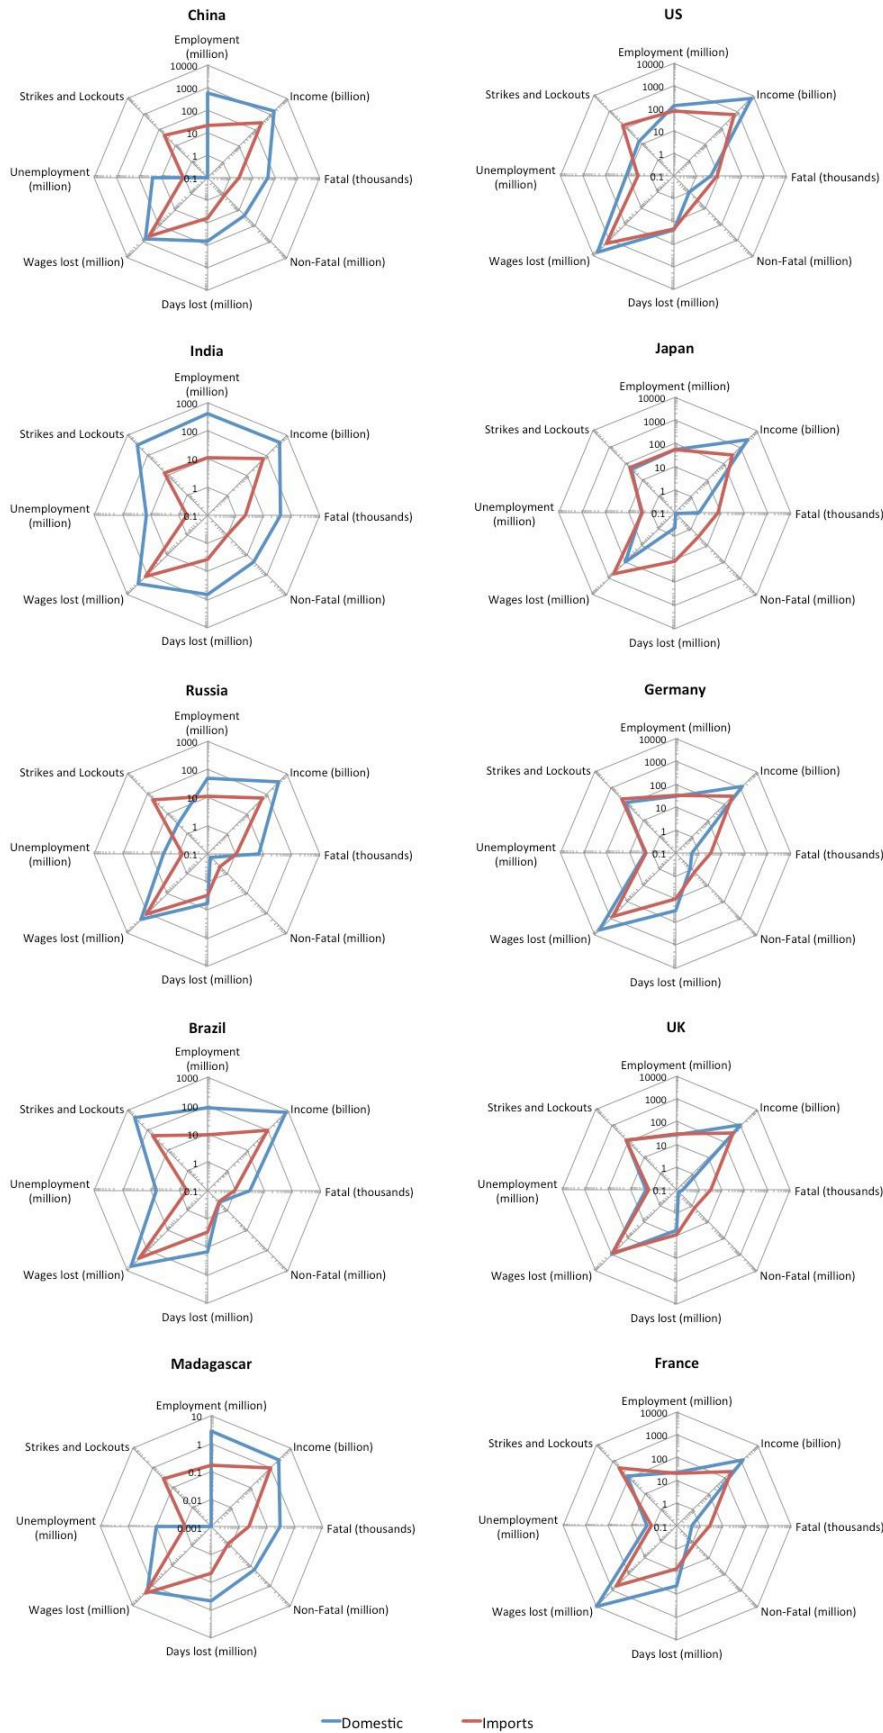 China
Employment
(million)
10000
1000
100
10
1
0.1
Strikes and Lockouts
Income (billion)
Unemployment
(million)
Fatal (thousands)
Wages lost (million)
Non-Fatal (million)
Days lost (million)
US
Employment (million)
10000
1000
100
10
1
0.1
Strikes and Lockouts
Income (billion)
Unemployment
(million)
Fatal (thousands)
Wages lost (million)
Non-Fatal (million)
Days lost (million)
India
Employment
(million)
1000
100
10
1
0.1
Strikes and Lockouts
Income (billion)
Unemployment
(million)
Fatal (thousands)
Wages lost (million)
Non-Fatal (million)
Days lost (million)
Japan
Employment (million)
10000
1000
100
10
1
0.1
Strikes and Lockouts
Income (billion)
Unemployment
(million)
Fatal (thousands)
Wages lost (million)
Non-Fatal (million)
Days lost (million)
Russia
Employment
(million)
1000
100
10
1
0.1
Strikes and Lockouts
Income (billion)
Unemployment
(million)
Fatal (thousands)
Wages lost (million)
Non-Fatal (million)
Days lost (million)
Germany
Employment (million)
10000
1000
100
10
1
0.1
Strikes and Lockouts
Income (billion)
Unemployment
(million)
Fatal (thousands)
Wages lost (million)
Non-Fatal (million)
Days lost (million)
Brazil
Employment
(million)
1000
100
10
1
0.1
Strikes and Lockouts
Income (billion)
Unemployment
(million)
Fatal (thousands)
Wages lost (million)
Non-Fatal (million)
Days lost (million)
UK
Employment (million)
10000
1000
100
10
1
0.1
Strikes and Lockouts
Income (billion)
Unemployment
(million)
Fatal (thousands)
Wages lost (million)
Non-Fatal (million)
Days lost (million)
Madagascar
Employment (million)
10
1
0.1
0.01
0.001
Strikes and Lockouts
Income (billion)
Unemployment
(million)
Fatal (thousands)
Wages lost (million)
Non-Fatal (million)
Days lost (million)
France
Employment (million)
10000
1000
100
10
1
0.1
Strikes and Lockouts
Income (billion)
Unemployment
(million)
Fatal (thousands)
Wages lost (million)
Non-Fatal (million)
Days lost (million)
Domestic
Imports